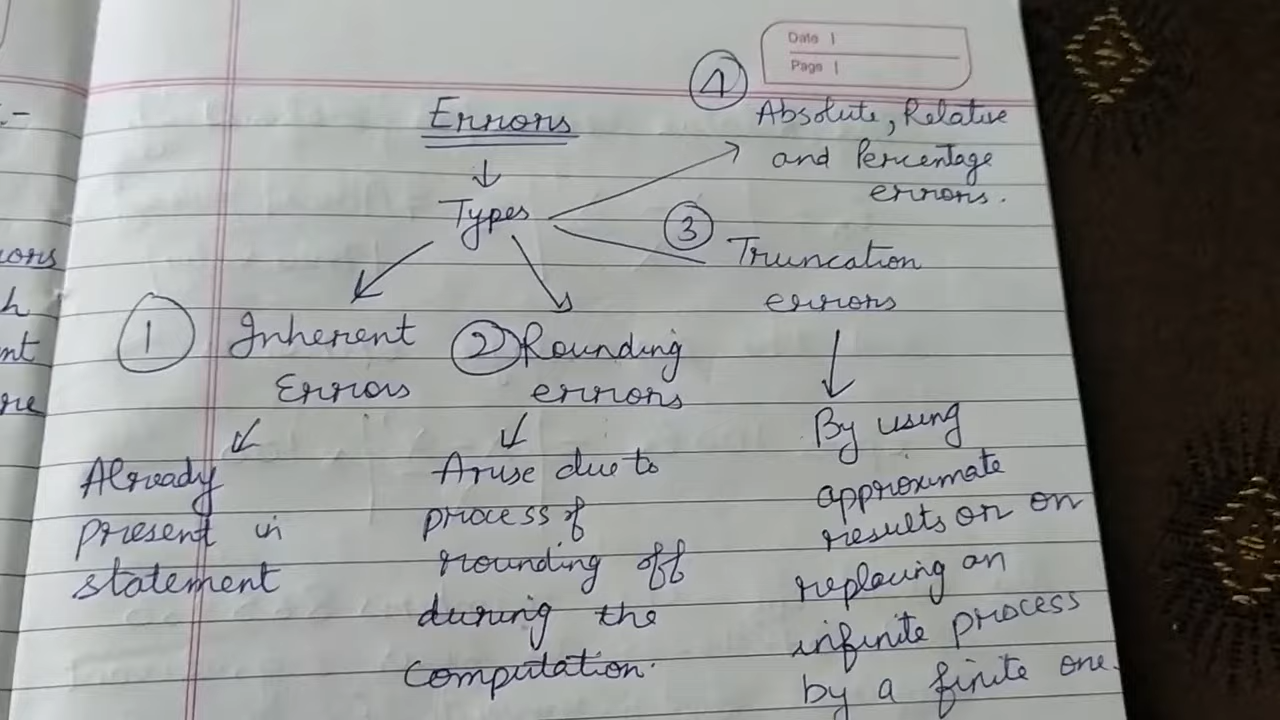 Date
Page
Errors
Types
4
Absolute, Relative
and Percentage
errors.
3
Truncation
errors
By using
approximate
results or on
replacing an
infinite process
by a finite one.
1
Inherent
Errors
Already
present in
statement
2
Rounding
errors
Arise due to
process of
rounding off
during the
computation.